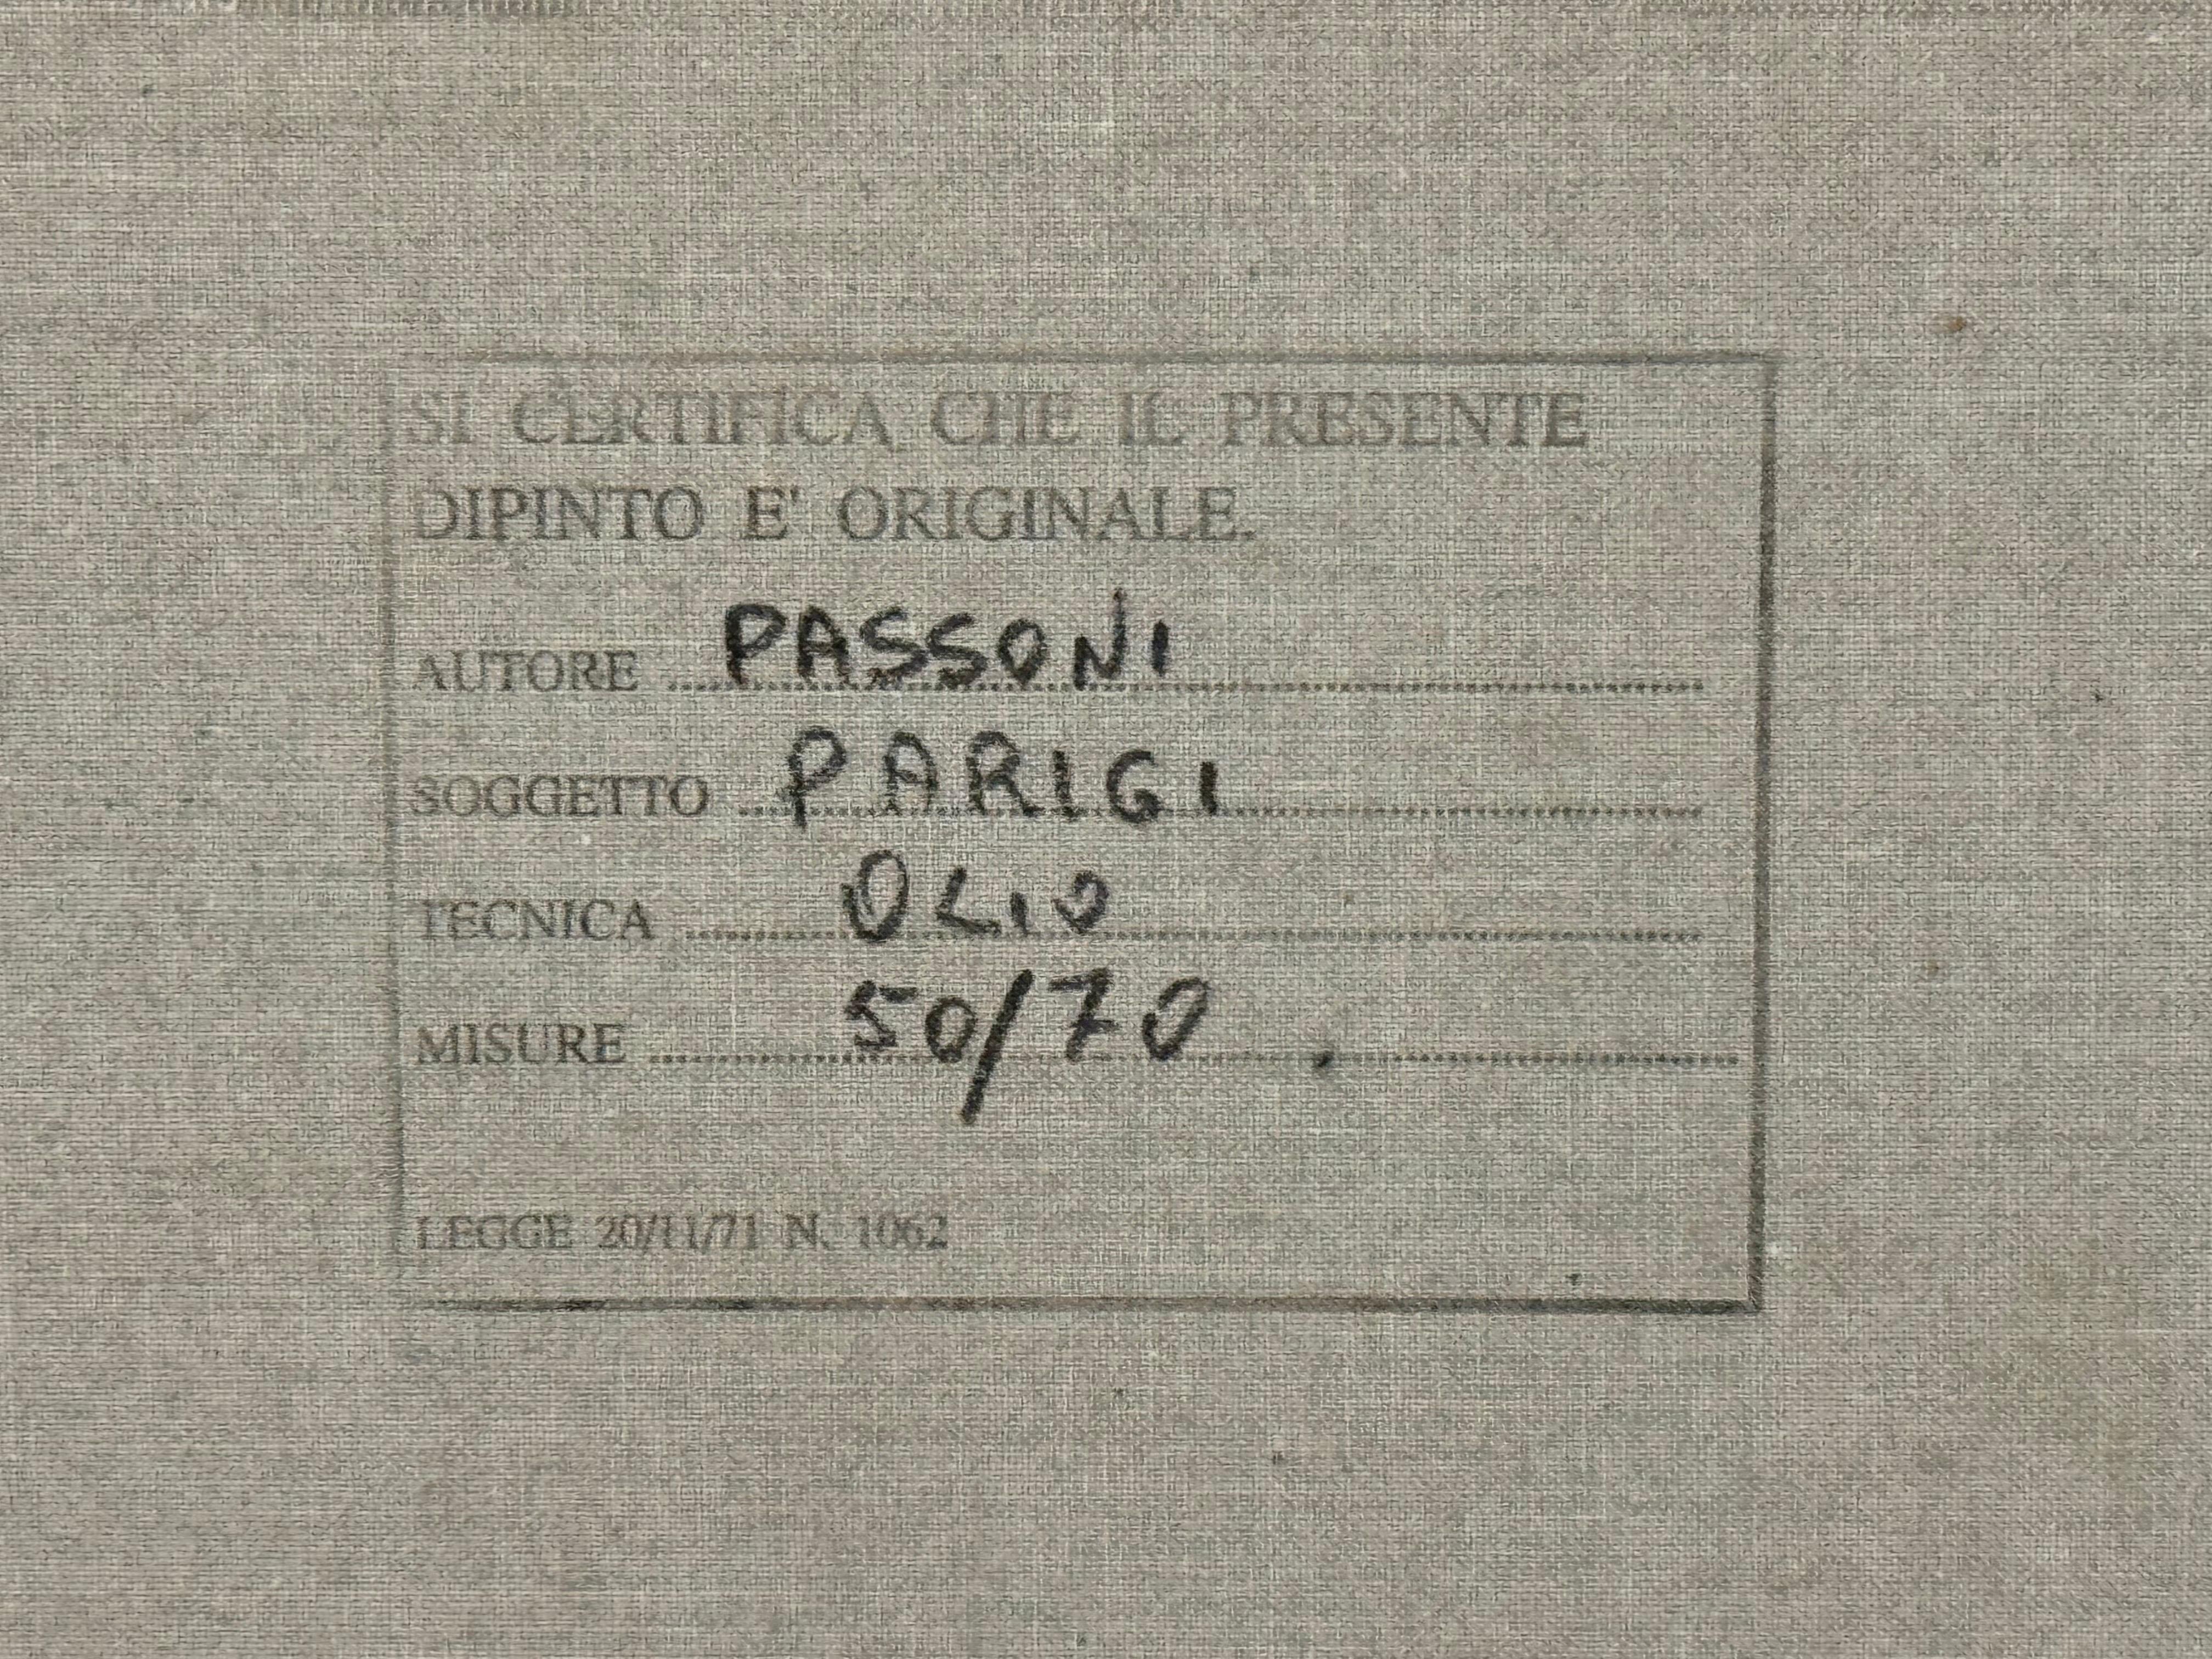 SI CERTIFICA CHE IL PRESENTE
DIPINTO E' ORIGINALE.
AUTORE PASSONI
SOGGETTO PARIGI
TECNICA OLIO
MISURE 50/70
LEGGE 20/11/71 N. 1062